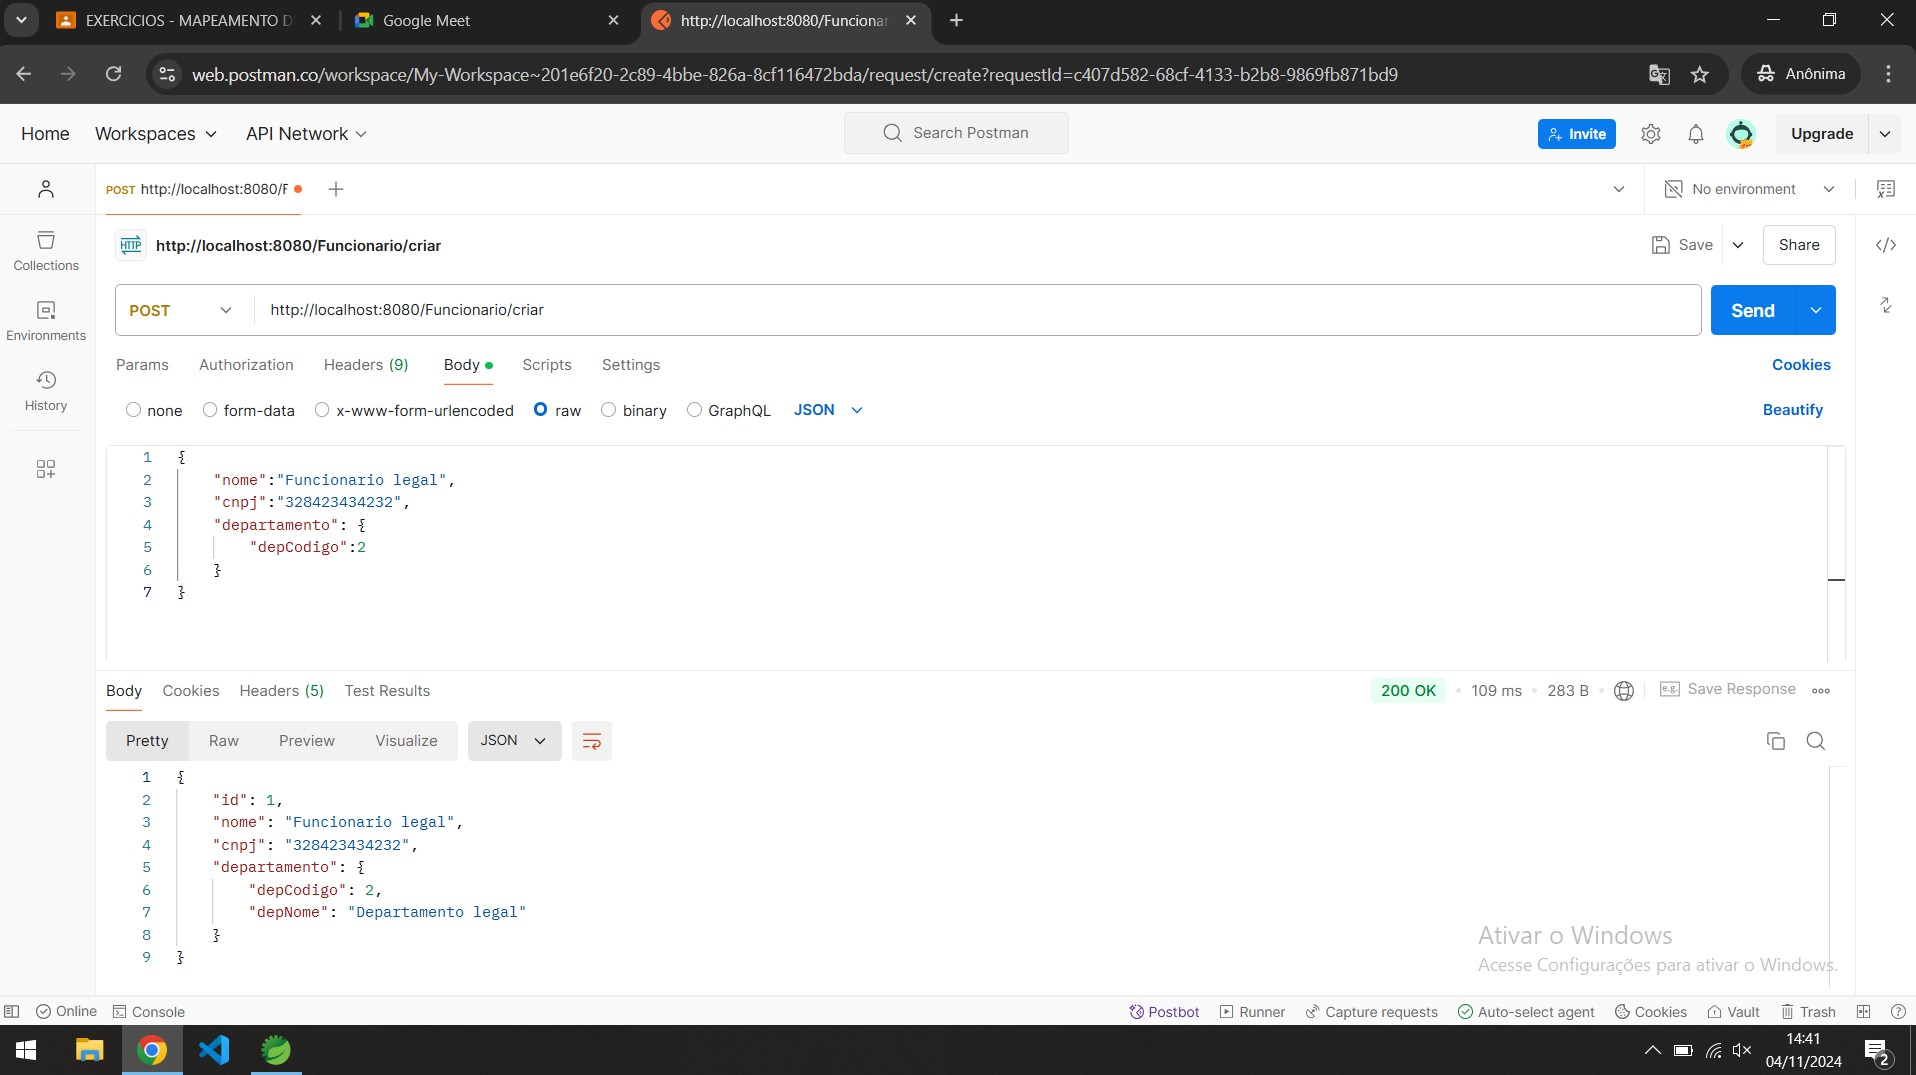 EXERCICIOS - MAPEAMENTO D
Google Meet
http://localhost:8080/Funcionar
web.postman.co/workspace/My-Workspace~201e6f20-2c89-4bbe-826a-8cf116472bda/request/create?requestId=c407d582-68cf-4133-b2b8-9869fb871bd9
Anônima
Home Workspaces API Network
Search Postman
Invite
Upgrade
POST http://localhost:8080/F
No environment
HTTP http://localhost:8080/Funcionario/criar
Save
Share
Collections
Environments
History
POST http://localhost:8080/Funcionario/criar
Send
Params Authorization Headers (9) Body Scripts Settings
Cookies
none form-data x-www-form-urlencoded raw binary GraphQL JSON
Beautify
1 {
2 "nome":"Funcionario legal",
3 "cnpj":"328423434232",
4 "departamento": {
5 "depCodigo":2
6 }
7 }
Body Cookies Headers (5) Test Results
200 OK 109 ms 283 B
e.g. Save Response
Pretty Raw Preview Visualize JSON
1 {
2 "id": 1,
3 "nome": "Funcionario legal",
4 "cnpj": "328423434232",
5 "departamento": {
6 "depCodigo": 2,
7 "depNome": "Departamento legal"
8 }
9 }
Ativar o Windows
Acesse Configurações para ativar o Windows.
Online Console
Postbot Runner Capture requests Auto-select agent Cookies Vault Trash
14:41
04/11/2024
2